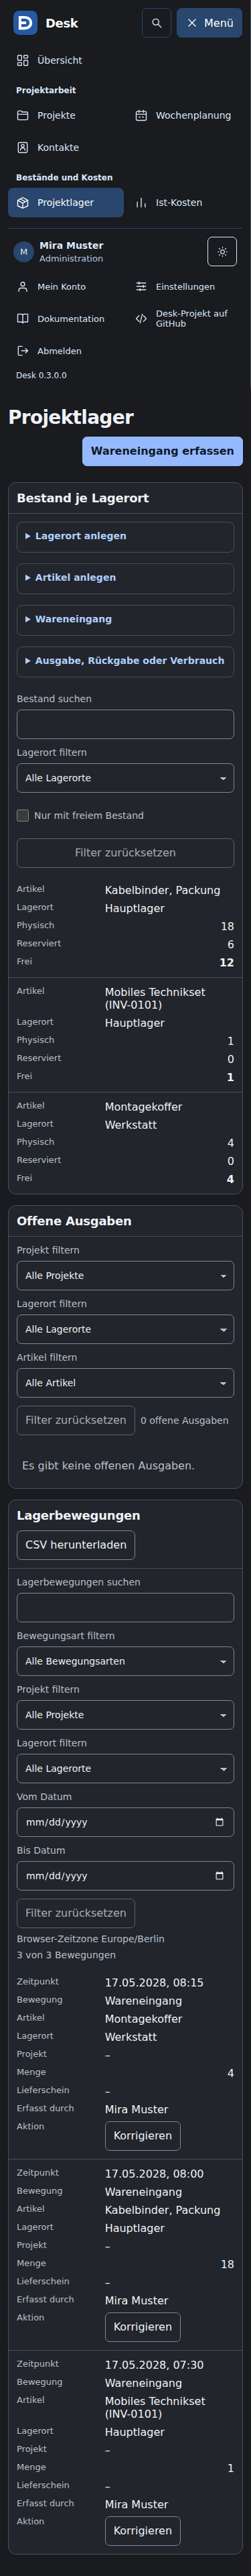 Desk
Menü
Übersicht
Projektarbeit
Projekte
Wochenplanung
Kontakte
Bestände und Kosten
Projektlager
Ist-Kosten
M
Mira Muster
Administration
Mein Konto
Einstellungen
Dokumentation
Desk-Projekt auf
GitHub
Abmelden
Desk 0.3.0.0
Projektlager
Wareneingang erfassen
Bestand je Lagerort
Lagerort anlegen
Artikel anlegen
Wareneingang
Ausgabe, Rückgabe oder Verbrauch
Bestand suchen
Lagerort filtern
Alle Lagerorte
Nur mit freiem Bestand
Filter zurücksetzen
Artikel Kabelbinder, Packung
Lagerort Hauptlager
Physisch 18
Reserviert 6
Frei 12
Artikel Mobiles Technikset
(INV-0101)
Lagerort Hauptlager
Physisch 1
Reserviert 0
Frei 1
Artikel Montagekoffer
Lagerort Werkstatt
Physisch 4
Reserviert 0
Frei 4
Offene Ausgaben
Projekt filtern
Alle Projekte
Lagerort filtern
Alle Lagerorte
Artikel filtern
Alle Artikel
Filter zurücksetzen 0 offene Ausgaben
Es gibt keine offenen Ausgaben.
Lagerbewegungen
CSV herunterladen
Lagerbewegungen suchen
Bewegungsart filtern
Alle Bewegungsarten
Projekt filtern
Alle Projekte
Lagerort filtern
Alle Lagerorte
Vom Datum
mm/dd/yyyy
Bis Datum
mm/dd/yyyy
Filter zurücksetzen
Browser-Zeitzone Europe/Berlin
3 von 3 Bewegungen
Zeitpunkt 17.05.2028, 08:15
Bewegung Wareneingang
Artikel Montagekoffer
Lagerort Werkstatt
Projekt –
Menge 4
Lieferschein –
Erfasst durch Mira Muster
Aktion Korrigieren
Zeitpunkt 17.05.2028, 08:00
Bewegung Wareneingang
Artikel Kabelbinder, Packung
Lagerort Hauptlager
Projekt –
Menge 18
Lieferschein –
Erfasst durch Mira Muster
Aktion Korrigieren
Zeitpunkt 17.05.2028, 07:30
Bewegung Wareneingang
Artikel Mobiles Technikset
(INV-0101)
Lagerort Hauptlager
Projekt –
Menge 1
Lieferschein –
Erfasst durch Mira Muster
Aktion Korrigieren